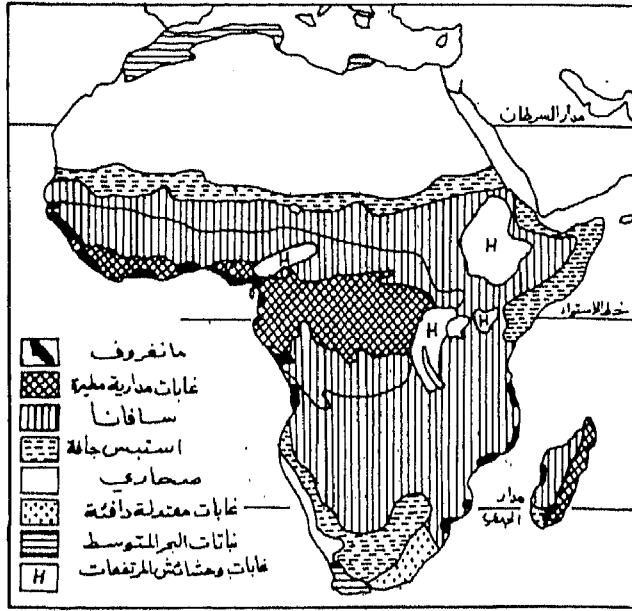 مدار السرطان
H
H
خط الاستواء
H
H
مانغروف
غابات مدارية مطيرة
سافانا
استبس جافة
صحاري
مدار
الجدي
غابات معتدلة دافئة
نباتات البحر المتوسط
H غابات وحشائش المرتفعات